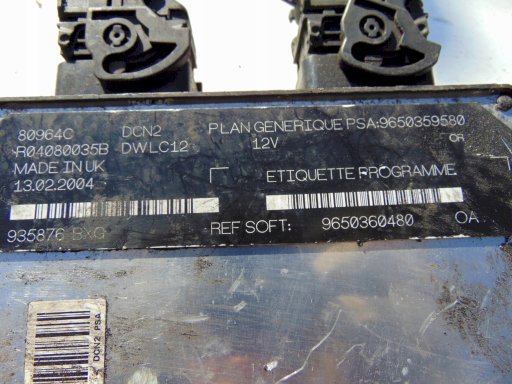 80964C DCN2 PLAN GENERIQUE PSA:9650359580
R04080035B DWLC12 12V OR
MADE IN UK ETIQUETTE PROGRAMME
13.02.2004
935876 BXG REF SOFT: 9650360480 OA
DCN2 PSA